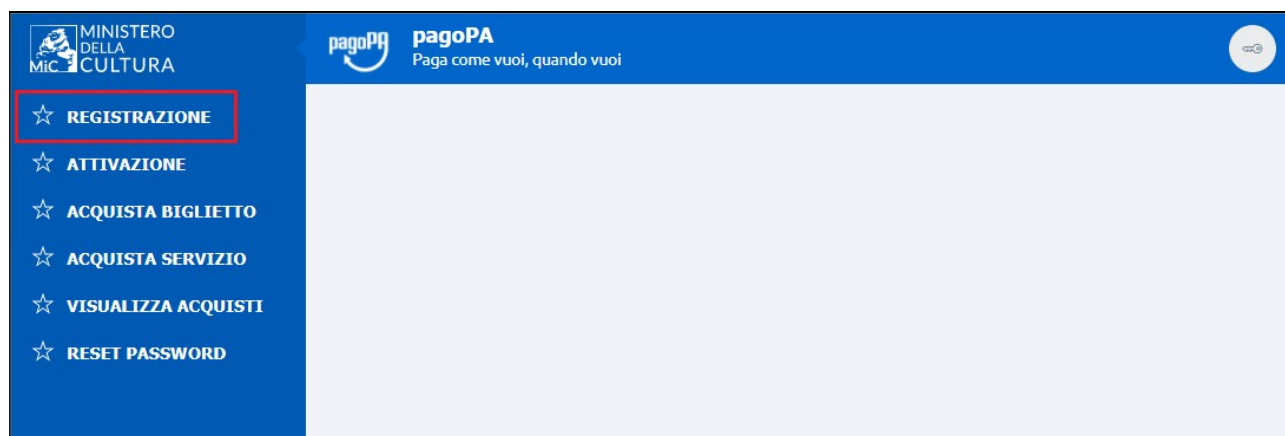 MINISTERO
DELLA
CULTURA
MiC
pagoPA
pagoPA
Paga come vuoi, quando vuoi
REGISTRAZIONE
ATTIVAZIONE
ACQUISTA BIGLIETTO
ACQUISTA SERVIZIO
VISUALIZZA ACQUISTI
RESET PASSWORD